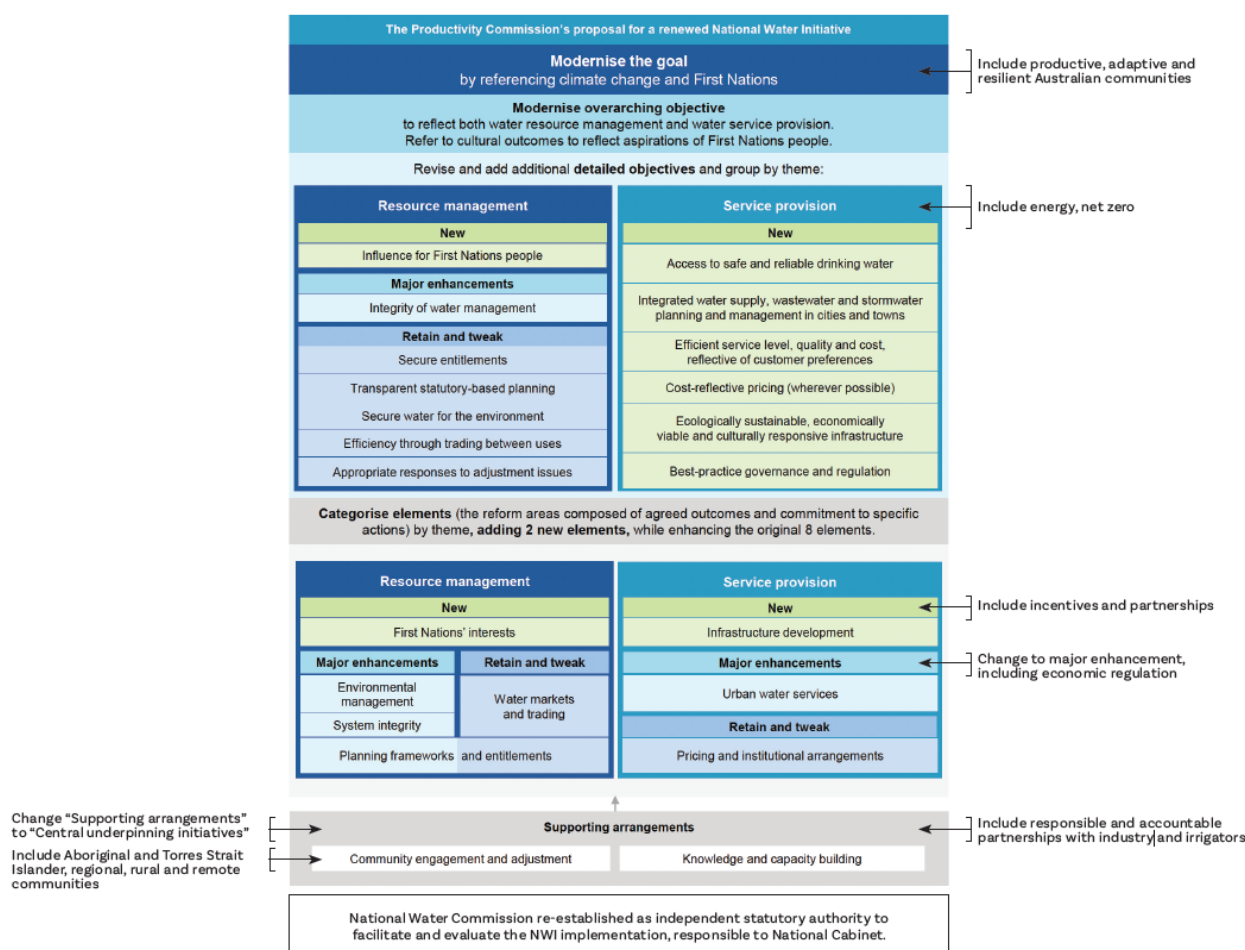 The Productivity Commission's proposal for a renewed National Water Initiative
Modernise the goal
by referencing climate change and First Nations
Include productive, adaptive and
resilient Australian communities
Modernise overarching objective
to reflect both water resource management and water service provision.
Refer to cultural outcomes to reflect aspirations of First Nations people.
Revise and add additional detailed objectives and group by theme:
Resource management
New
Influence for First Nations people
Major enhancements
Integrity of water management
Retain and tweak
Secure entitlements
Transparent statutory-based planning
Secure water for the environment
Efficiency through trading between uses
Appropriate responses to adjustment issues
Service provision
Include energy, net zero
New
Access to safe and reliable drinking water
Integrated water supply, wastewater and stormwater
planning and management in cities and towns
Efficient service level, quality and cost,
reflective of customer preferences
Cost-reflective pricing (wherever possible)
Ecologically sustainable, economically
viable and culturally responsive infrastructure
Best-practice governance and regulation
Categorise elements (the reform areas composed of agreed outcomes and commitment to specific
actions) by theme, adding 2 new elements, while enhancing the original 8 elements.
Resource management
New
First Nations' interests
Major enhancements
Environmental
management
System integrity
Retain and tweak
Water markets
and trading
Planning frameworks and entitlements
Service provision
New
Include incentives and partnerships
Infrastructure development
Major enhancements
Change to major enhancement,
including economic regulation
Urban water services
Retain and tweak
Pricing and institutional arrangements
Change "Supporting arrangements"
to "Central underpinning initiatives"
Include Aboriginal and Torres Strait
Islander, regional, rural and remote
communities
Supporting arrangements
Community engagement and adjustment
Knowledge and capacity building
Include responsible and accountable
partnerships with industry and irrigators
National Water Commission re-established as independent statutory authority to
facilitate and evaluate the NWI implementation, responsible to National Cabinet.